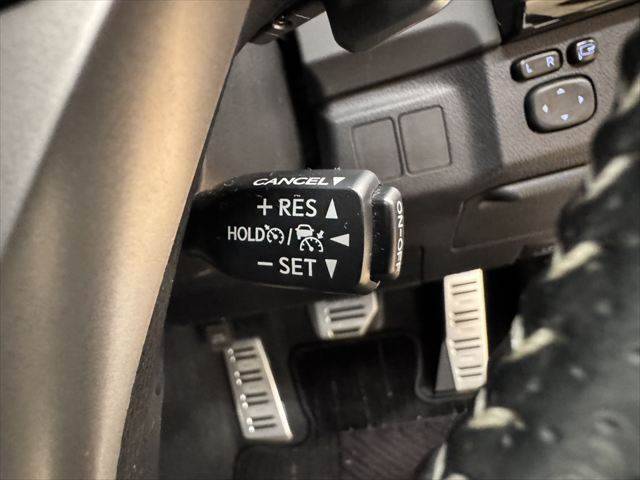 L R
CANCEL▼
+ RES ▲
HOLD / ◄
− SET ▼
ON-OFF